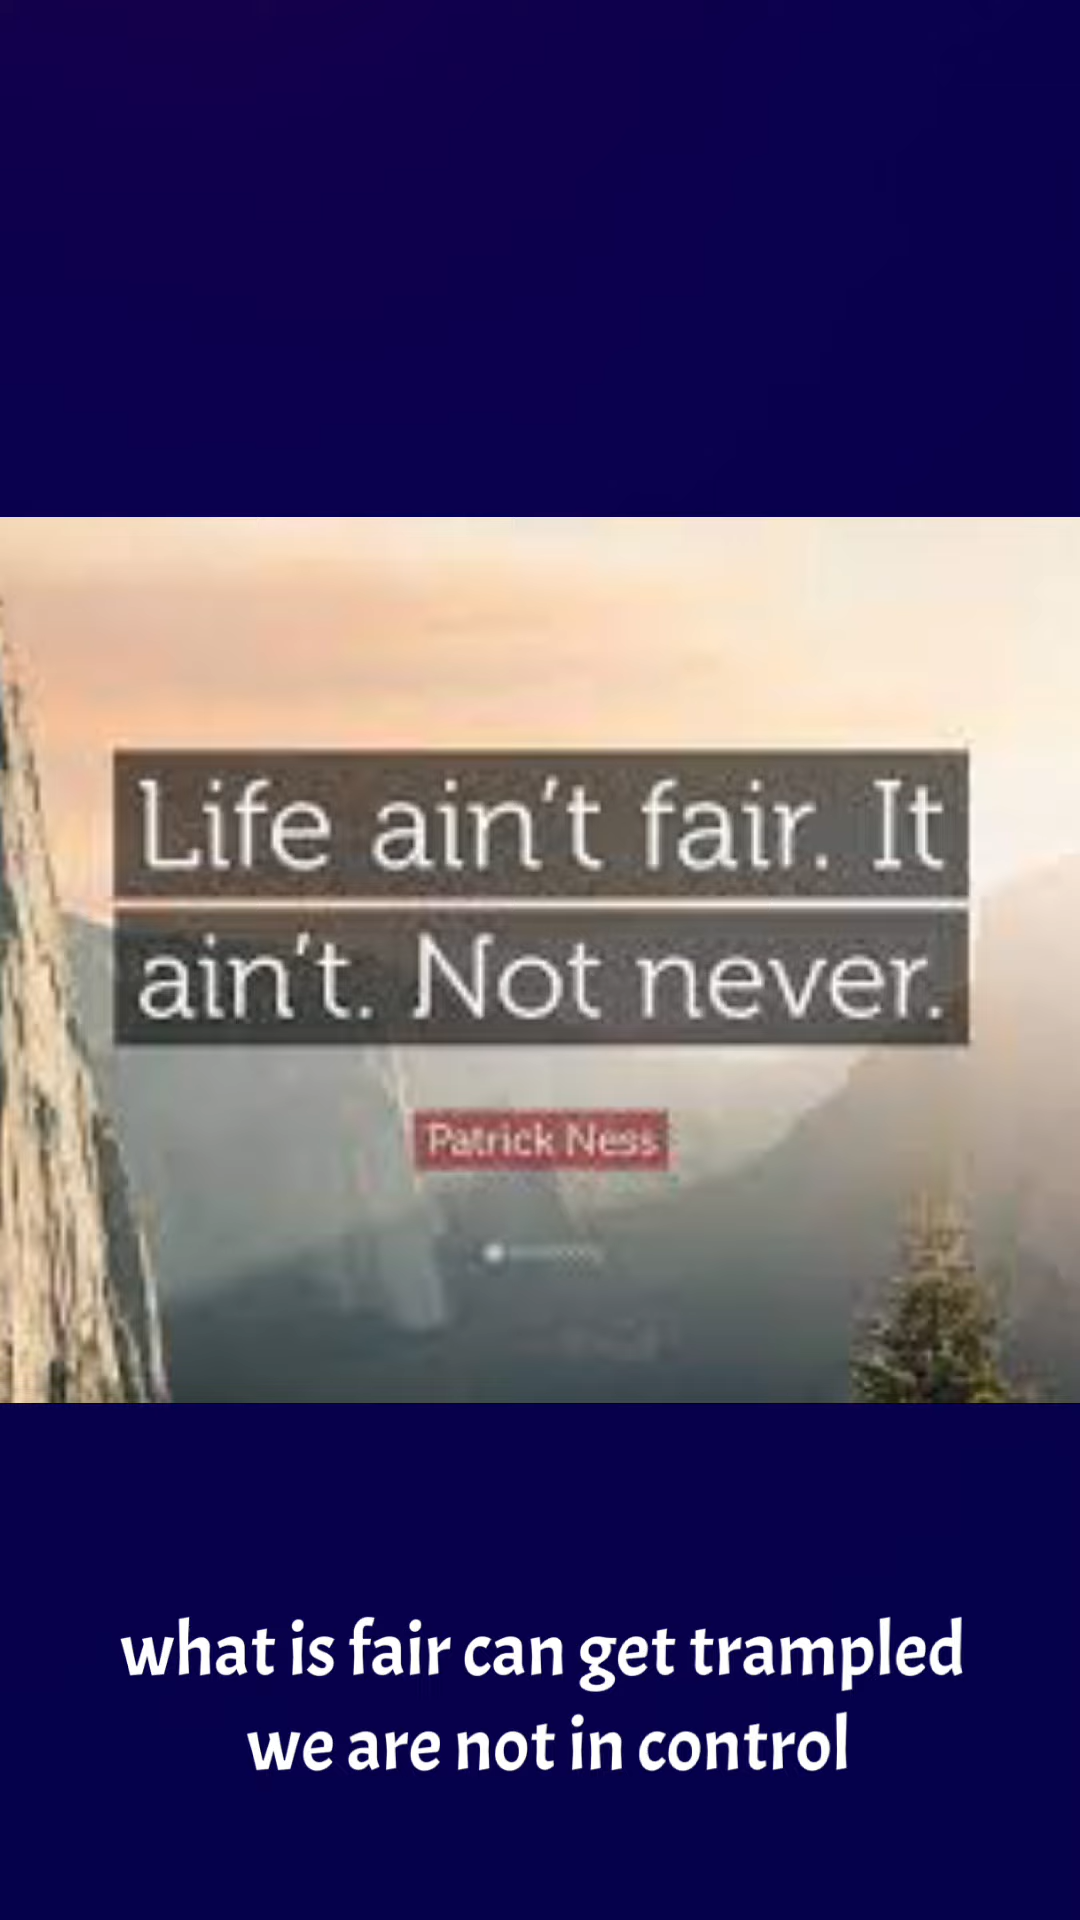 Life ain't fair. It
ain't. Not never.
Patrick Ness
what is fair can get trampled
we are not in control